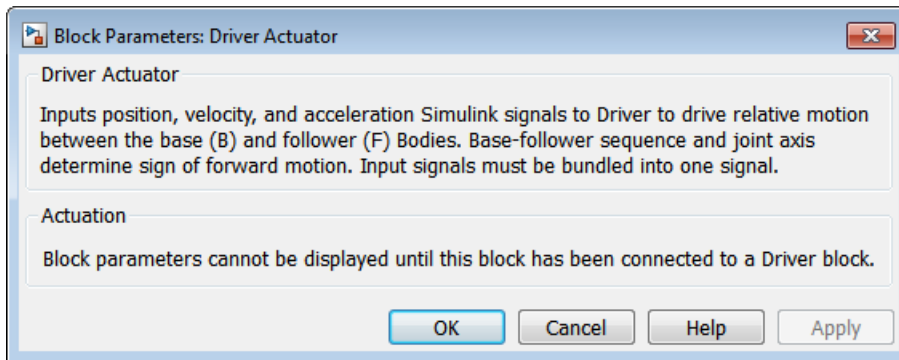 Block Parameters: Driver Actuator
Driver Actuator
Inputs position, velocity, and acceleration Simulink signals to Driver to drive relative motion
between the base (B) and follower (F) Bodies. Base-follower sequence and joint axis
determine sign of forward motion. Input signals must be bundled into one signal.
Actuation
Block parameters cannot be displayed until this block has been connected to a Driver block.
OK Cancel Help Apply